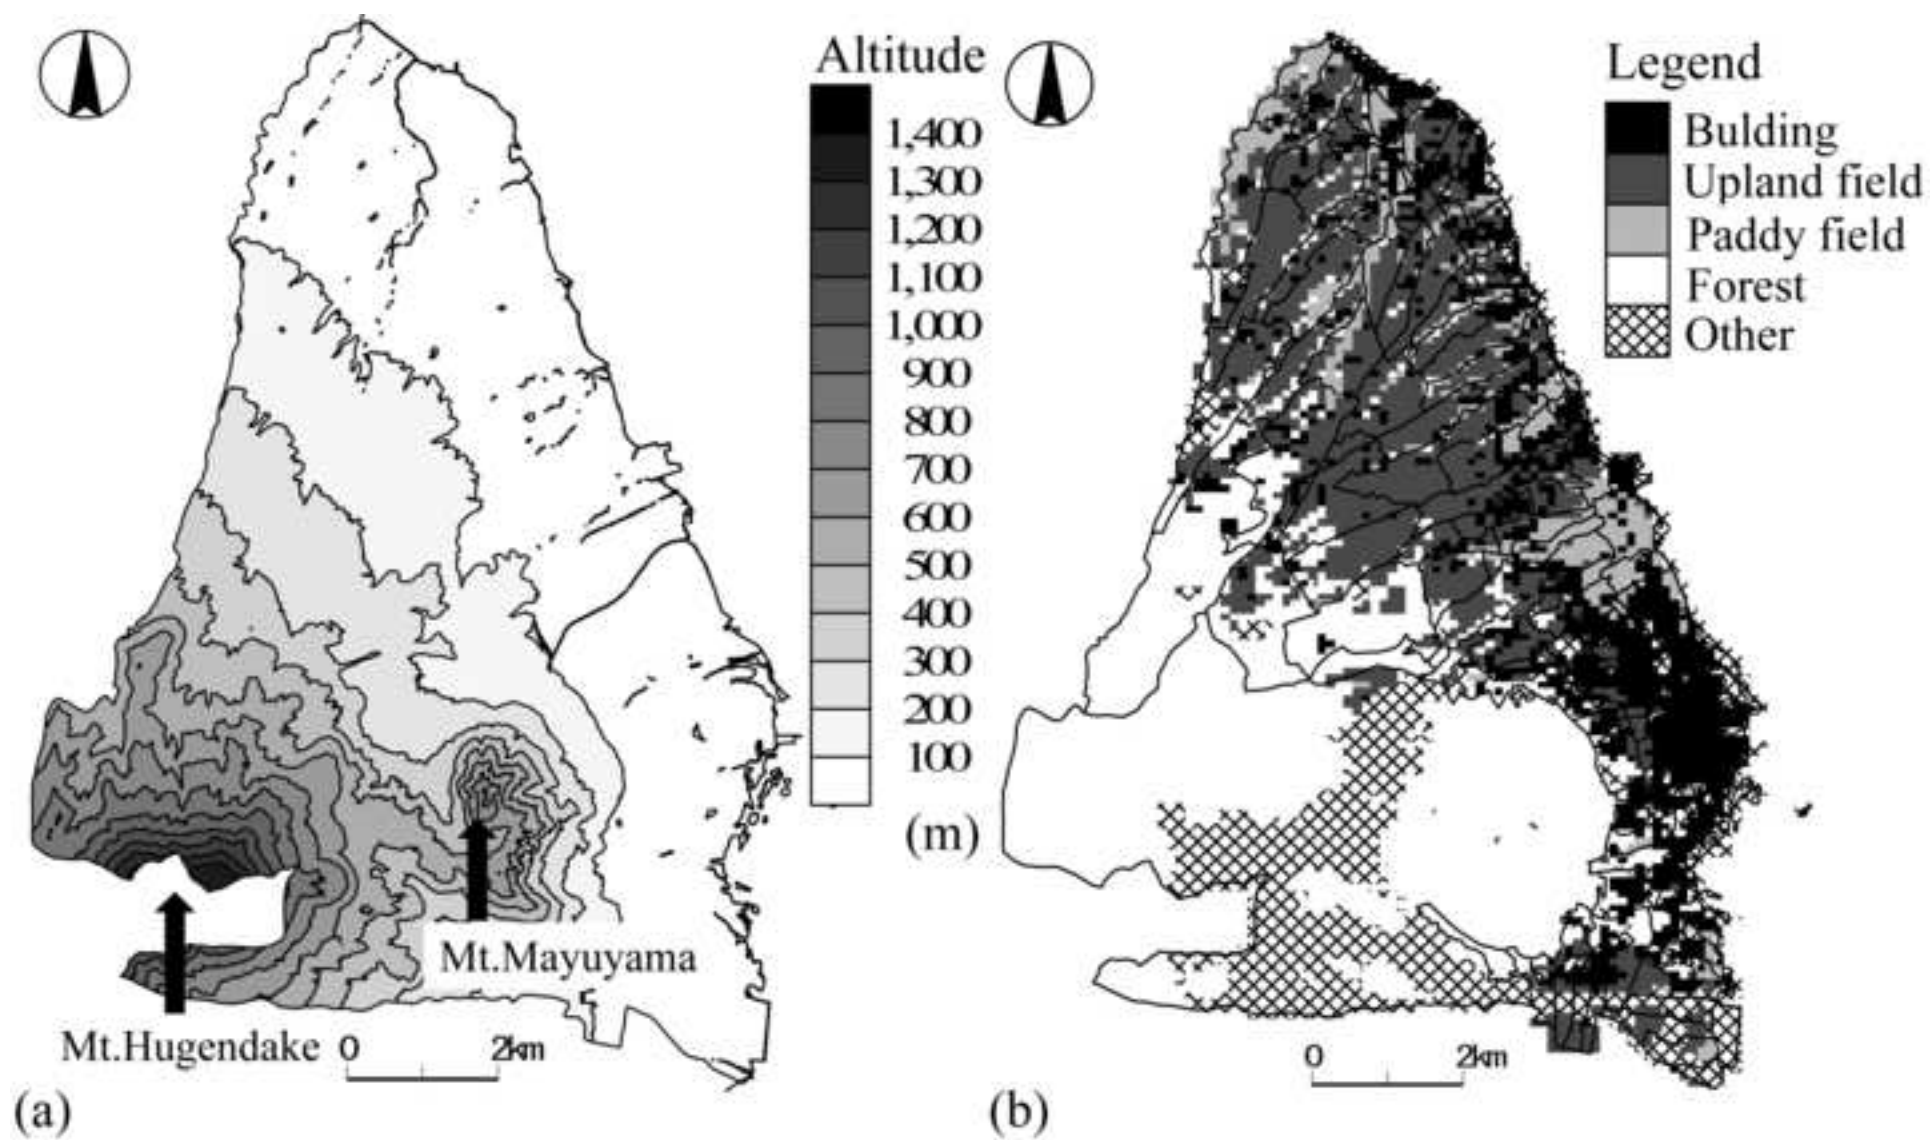 Altitude
1,400
1,300
1,200
1,100
1,000
900
800
700
600
500
400
300
200
100
(m)
Mt.Mayuyama
Mt.Hugendake
0 2km
(a)
Legend
Bulding
Upland field
Paddy field
Forest
Other
0 2km
(b)